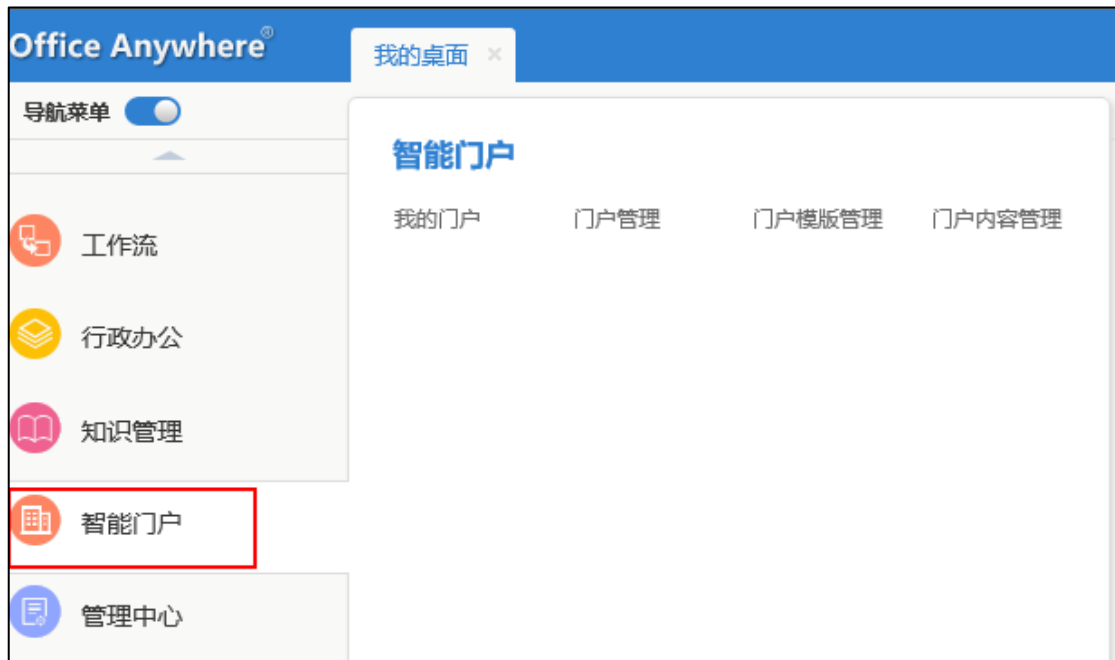 Office Anywhere®
我的桌面 ×
导航菜单
智能门户
我的门户 门户管理 门户模版管理 门户内容管理
工作流
行政办公
知识管理
智能门户
管理中心